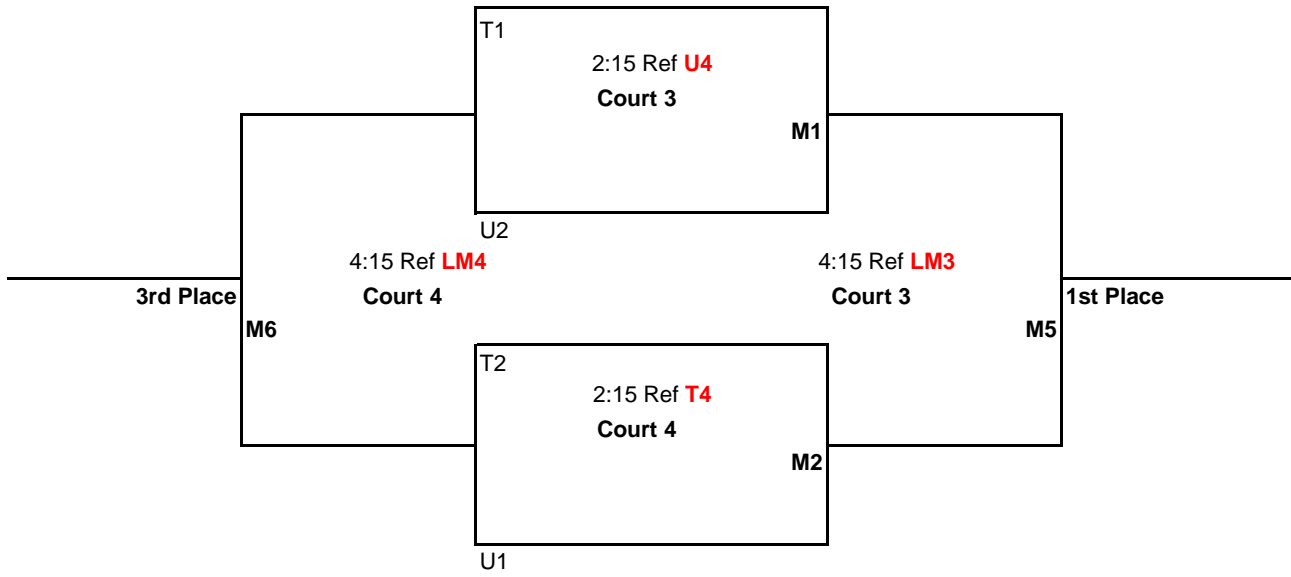 T1
2:15 Ref U4
Court 3
M1
U2
4:15 Ref LM4
Court 4
4:15 Ref LM3
Court 3
3rd Place
1st Place
M6
M5
T2
2:15 Ref T4
Court 4
M2
U1